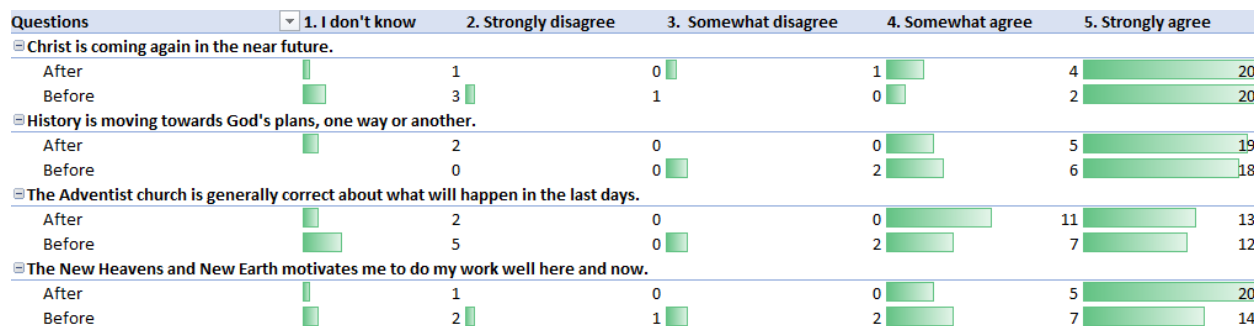 Questions 1. I don't know 2. Strongly disagree 3. Somewhat disagree 4. Somewhat agree 5. Strongly agree
Christ is coming again in the near future.
After 1 0 1 4 20
Before 3 1 0 2 20
History is moving towards God's plans, one way or another.
After 2 0 0 5 19
Before 0 0 2 6 18
The Adventist church is generally correct about what will happen in the last days.
After 2 0 0 11 13
Before 5 0 2 7 12
The New Heavens and New Earth motivates me to do my work well here and now.
After 1 0 0 5 20
Before 2 1 2 7 14